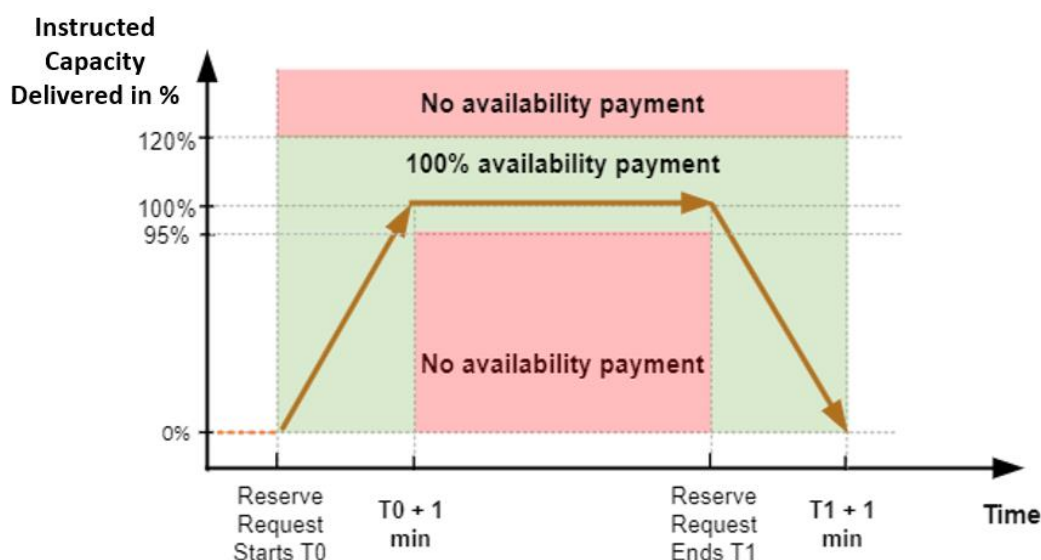 Instructed
Capacity
Delivered in %
No availability payment
120%
100% availability payment
100%
95%
No availability payment
0%
Reserve
Request
Starts T0
T0 + 1
min
Reserve
Request
Ends T1
T1 + 1
min
Time